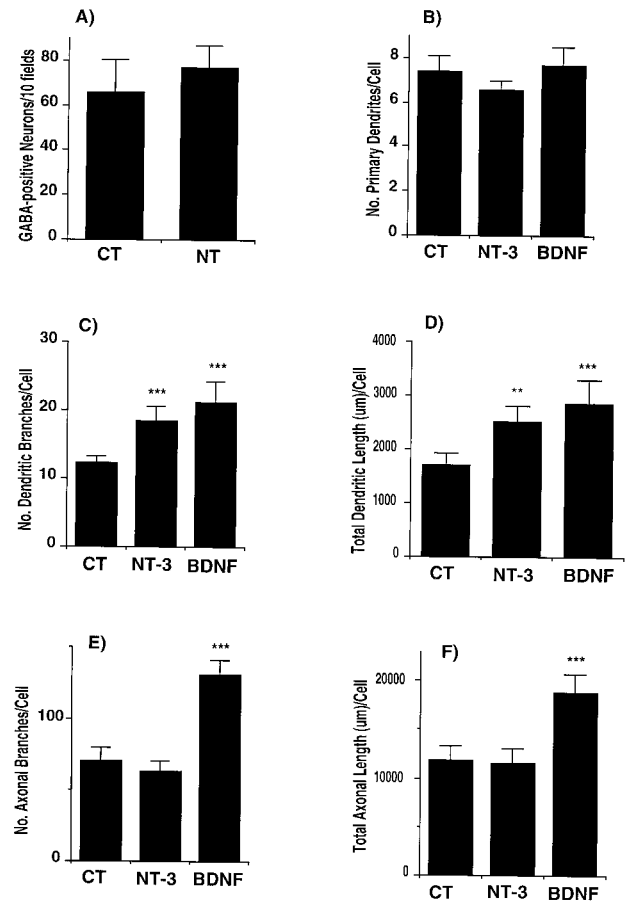 A)
GABA-positive Neurons/10 fields
80
60
40
20
0
CT NT
B)
No. Primary Dendrites/Cell
8
6
4
2
0
CT NT-3 BDNF
C)
No. Dendritic Branches/Cell
30
20
10
0
*** ***
CT NT-3 BDNF
D)
Total Dendritic Length (um)/Cell
4000
3000
2000
1000
0
** ***
CT NT-3 BDNF
E)
No. Axonal Branches/Cell
100
0
***
CT NT-3 BDNF
F)
Total Axonal Length (um)/Cell
20000
10000
0
***
CT NT-3 BDNF